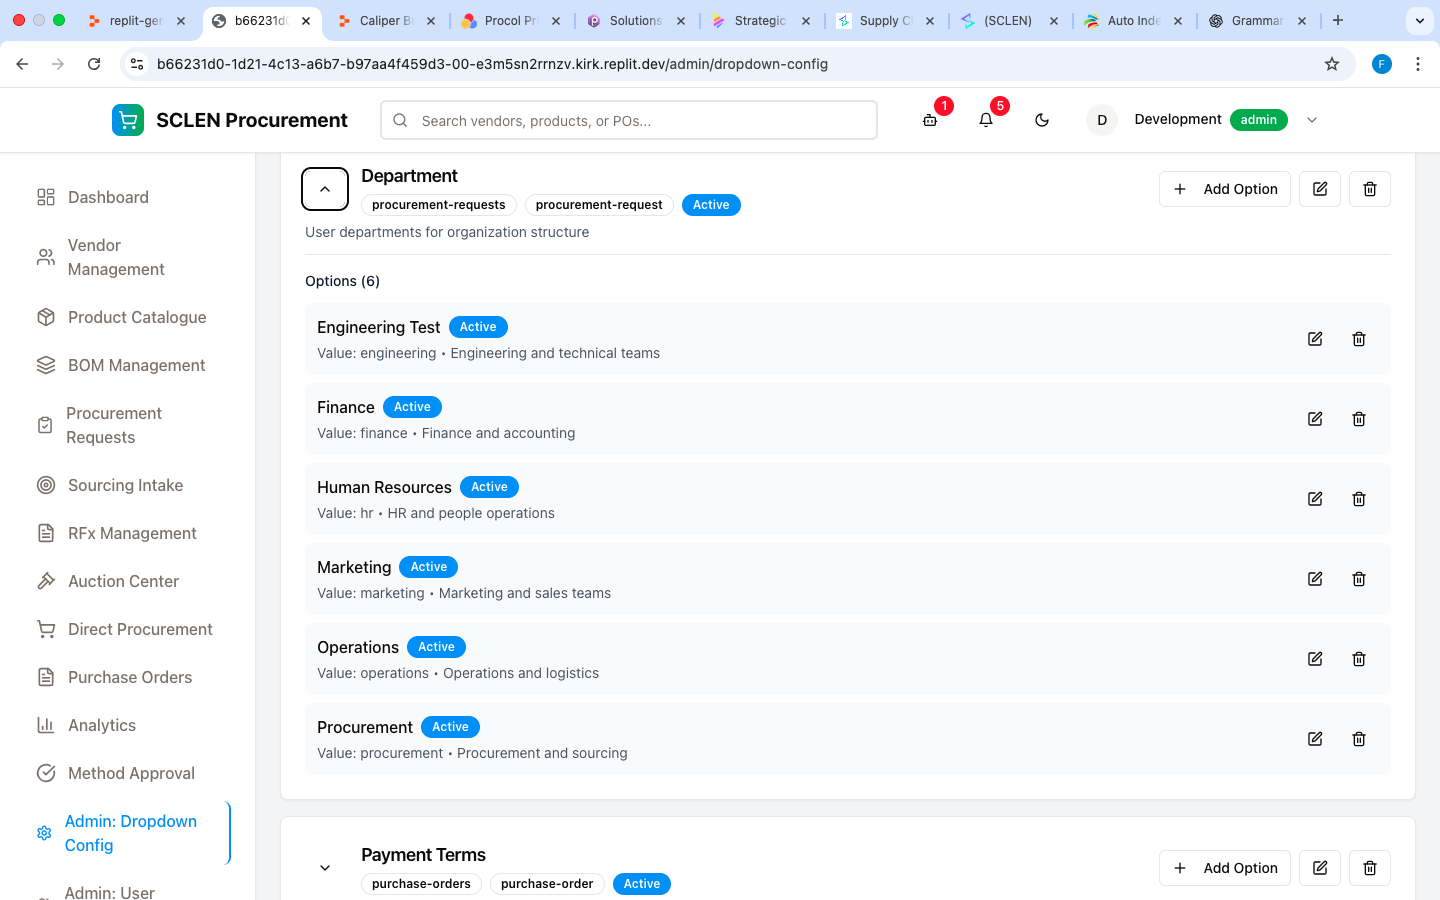 replit-gen
b66231d0
Caliper Bu
Procol Pri
Solutions
Strategic
Supply C
(SCLEN)
Auto Inde
Grammar
b66231d0-1d21-4c13-a6b7-b97aa4f459d3-00-e3m5sn2rrnzv.kirk.replit.dev/admin/dropdown-config
F
SCLEN Procurement
Search vendors, products, or POs...
1
5
D
Development
admin
Dashboard
Vendor
Management
Product Catalogue
BOM Management
Procurement
Requests
Sourcing Intake
RFx Management
Auction Center
Direct Procurement
Purchase Orders
Analytics
Method Approval
Admin: Dropdown
Config
Admin: User
Department
procurement-requests
procurement-request
Active
Add Option
User departments for organization structure
Options (6)
Engineering Test Active
Value: engineering • Engineering and technical teams
Finance Active
Value: finance • Finance and accounting
Human Resources Active
Value: hr • HR and people operations
Marketing Active
Value: marketing • Marketing and sales teams
Operations Active
Value: operations • Operations and logistics
Procurement Active
Value: procurement • Procurement and sourcing
Payment Terms
purchase-orders
purchase-order
Active
Add Option